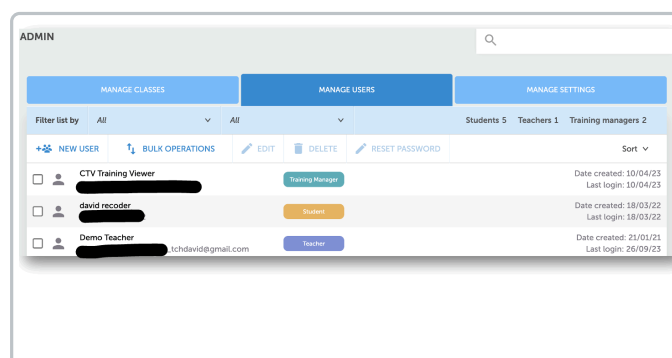 ADMIN
MANAGE CLASSES MANAGE USERS MANAGE SETTINGS
Filter list by All All Students 5 Teachers 1 Training managers 2
+ NEW USER BULK OPERATIONS EDIT DELETE RESET PASSWORD Sort
CTV Training Viewer Training Manager Date created: 10/04/23
Last login: 10/04/23
david recoder Student Date created: 18/03/22
Last login: 18/03/22
Demo Teacher Teacher Date created: 21/01/21
_tchdavid@gmail.com Last login: 26/09/23